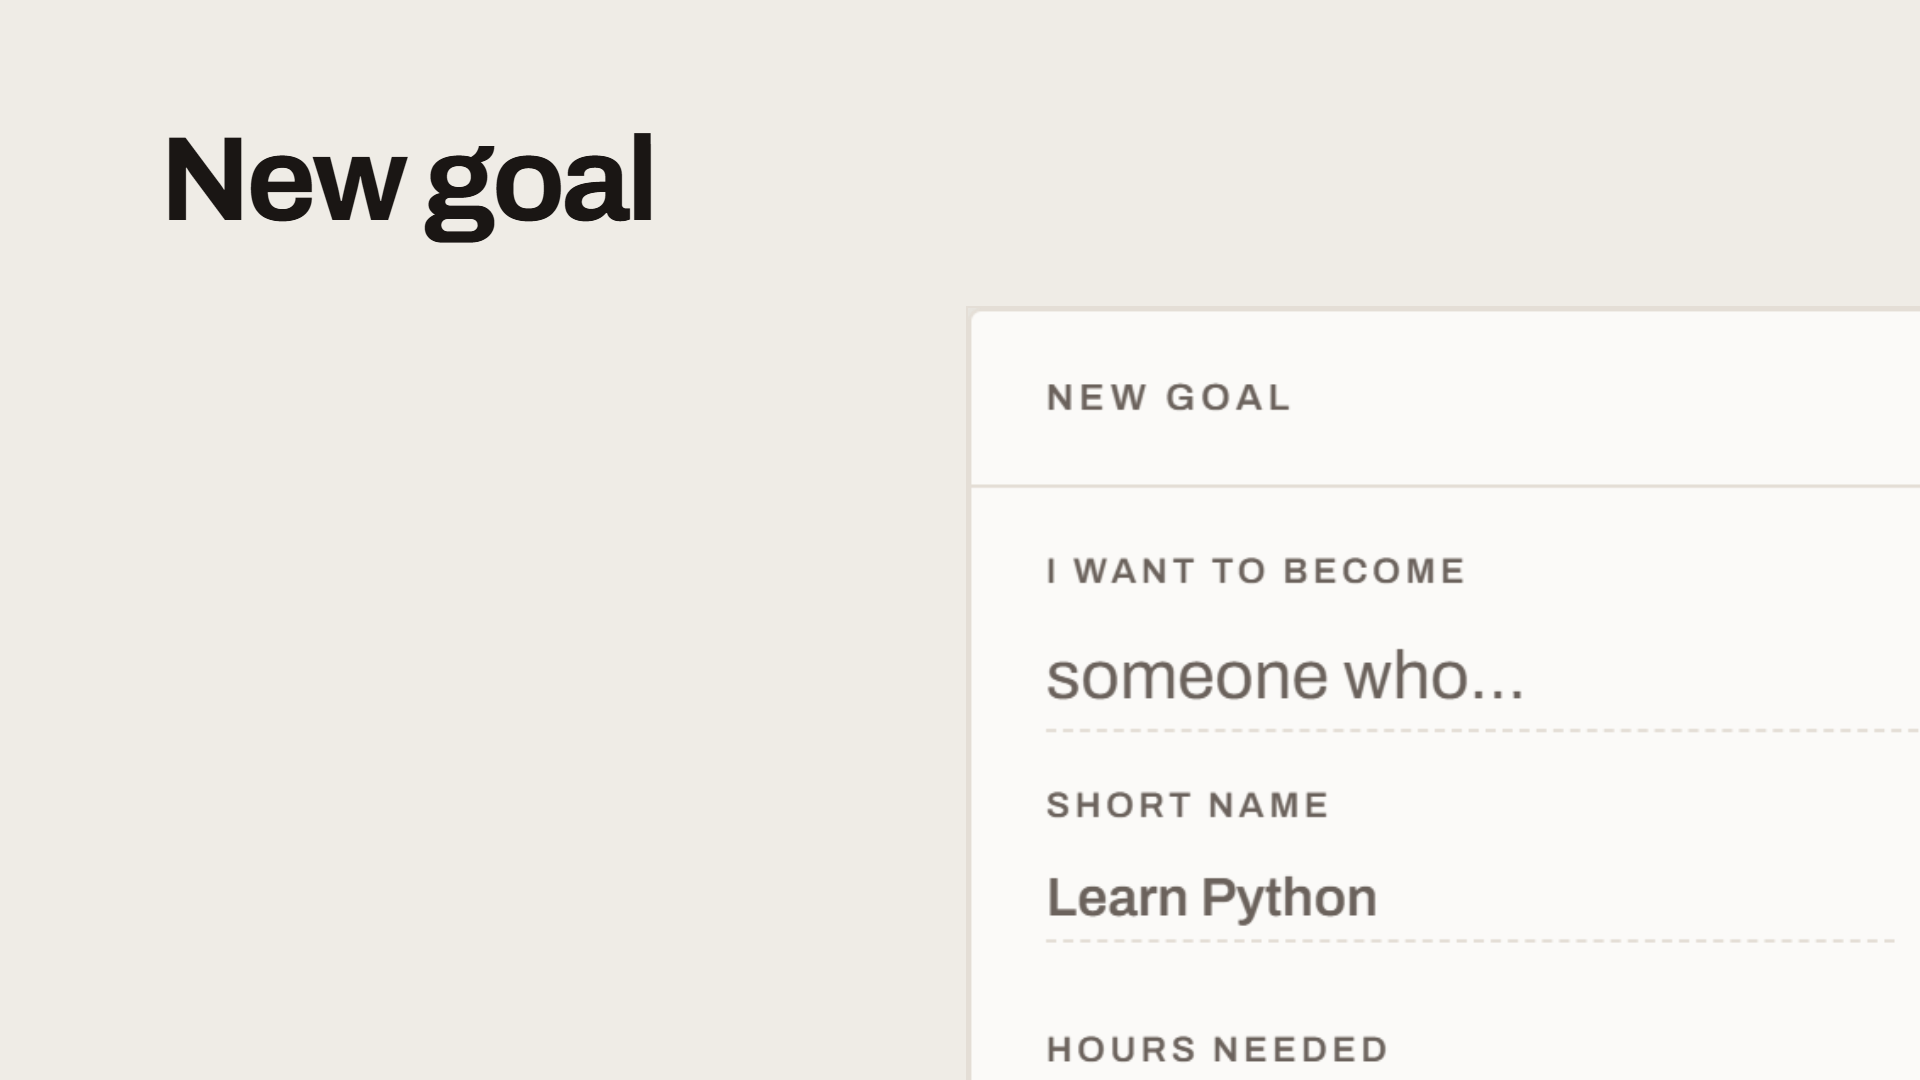 New goal
NEW GOAL
I WANT TO BECOME
someone who...
SHORT NAME
Learn Python
HOURS NEEDED